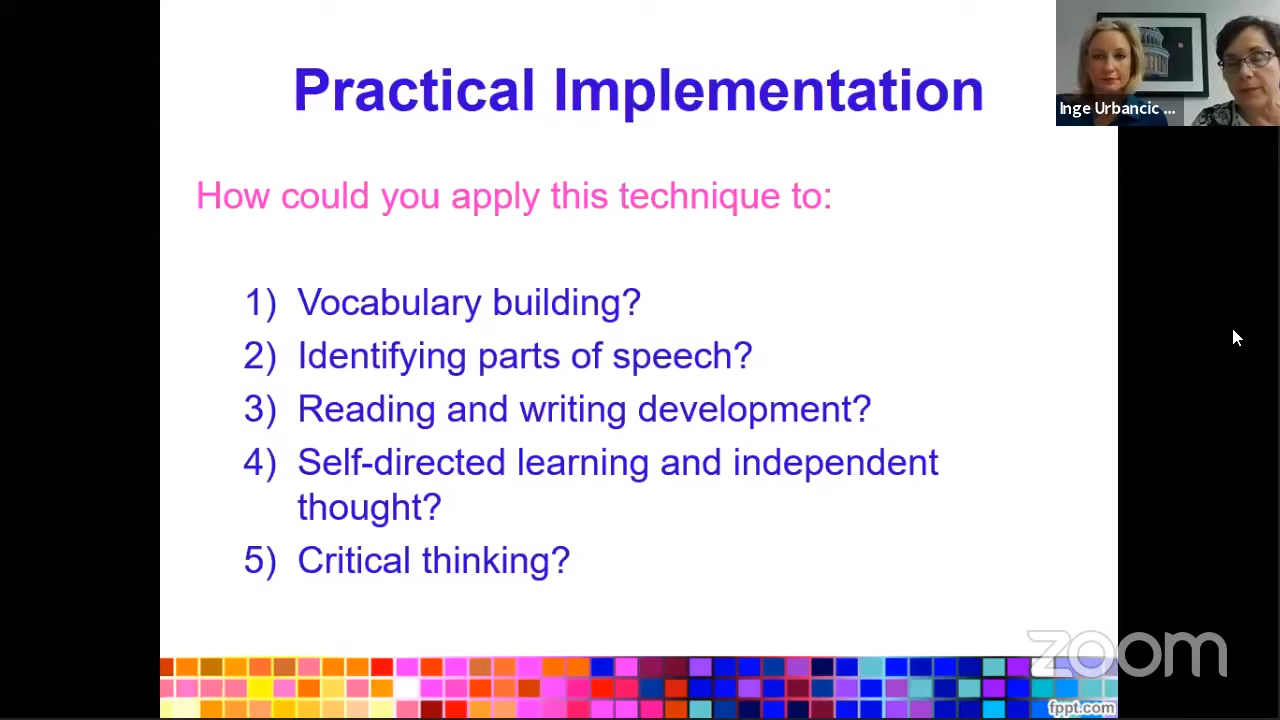 Practical Implementation
Inge Urbancic ...
How could you apply this technique to:
1) Vocabulary building?
2) Identifying parts of speech?
3) Reading and writing development?
4) Self-directed learning and independent
thought?
5) Critical thinking?
zoom
fppt.com